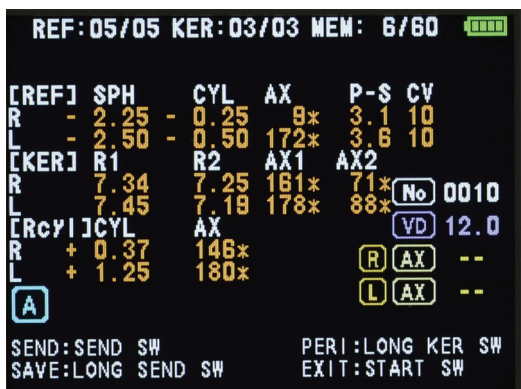 REF:05/05 KER:03/03 MEM: 6/60
[REF] SPH CYL AX P-S CV
R - 2.25 - 0.25 9* 3.1 10
L - 2.50 - 0.50 172* 3.6 10
[KER] R1 R2 AX1 AX2
R 7.34 7.25 161* 71*
L 7.45 7.19 178* 88*
No 0010
VD 12.0
[Rcyl]CYL AX
R + 0.37 146*
L + 1.25 180*
R AX --
L AX --
A
SEND:SEND SW PERI:LONG KER SW
SAVE:LONG SEND SW EXIT:START SW